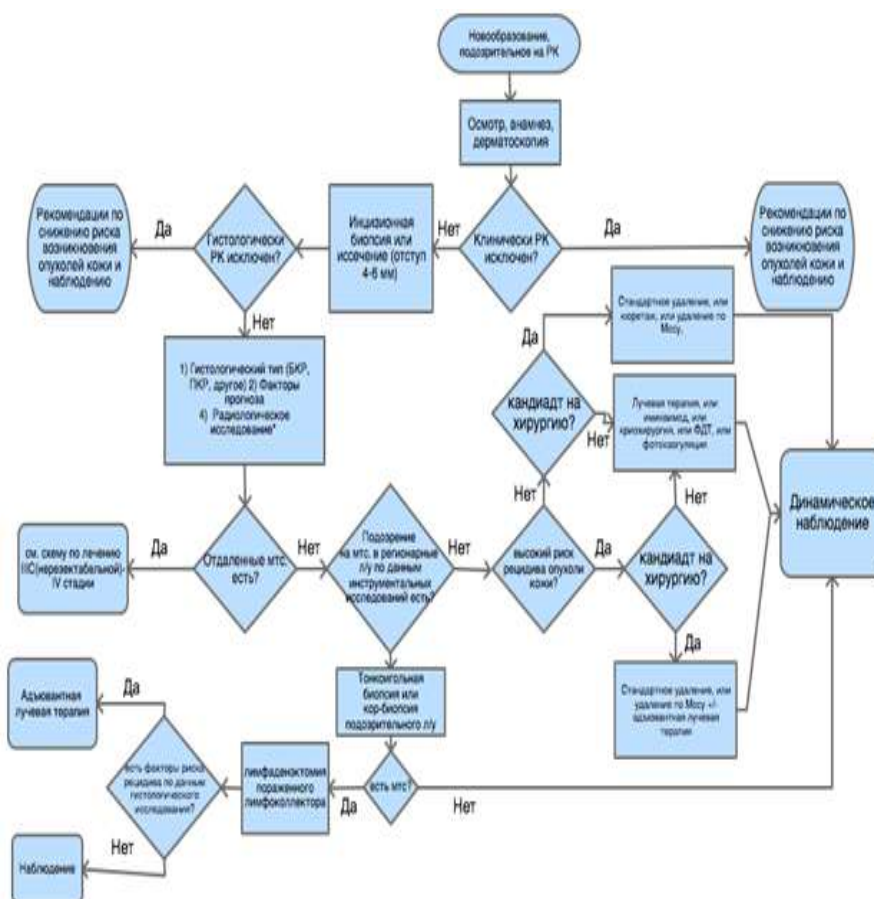 Новообразование,
подозрительное на РК
Осмотр, анамнез,
дерматоскопия
Рекомендации по
снижению риска
возникновения
опухолей кожи и
наблюдению
Да
Гистологически
РК исключен?
Инцизионная
биопсия или
иссечение (отступ
4-6 мм)
Нет
Клинически РК
исключен?
Да
Рекомендации по
снижению риска
возникновения
опухолей кожи и
наблюдению
Нет
Стандартное удаление, или
кюретаж, или удаление по
Мосу.
Да
1) Гистологический тип (БКР,
ПКР, другое) 2) Факторы
прогноза
4) Радиологическое
исследование*
кандиадт на
хирургию?
Нет
Лучевая терапия, или
имихимод, или
криохирургия, или ФДТ, или
фотокоагуляция
Нет
Нет
Динамическое
наблюдение
см. схему по лечению
IIIC(нерезектабельной)-
IV стадии
Да
Отдаленные мтс.
есть?
Нет
Подозрение
на мтс. в регионарные
л/у по данным
инструментальных
исследований есть?
Нет
высокий риск
рецидива опухоли
кожи?
Да
кандиадт на
хирургию?
Да
Тонкоигольная
биопсия или
кор-биопсия
подозрительного л/у
Стандартное удаление, или
удаление по Мосу +/-
адъювантная лучевая
терапия
Адъювантная
лучевая терапия
Да
есть факторы риска
рецидива по данным
гистологического
исследования?
лимфаденэктомия
пораженного
лимфоколлектора
Да
есть мтс?
Нет
Нет
Наблюдение